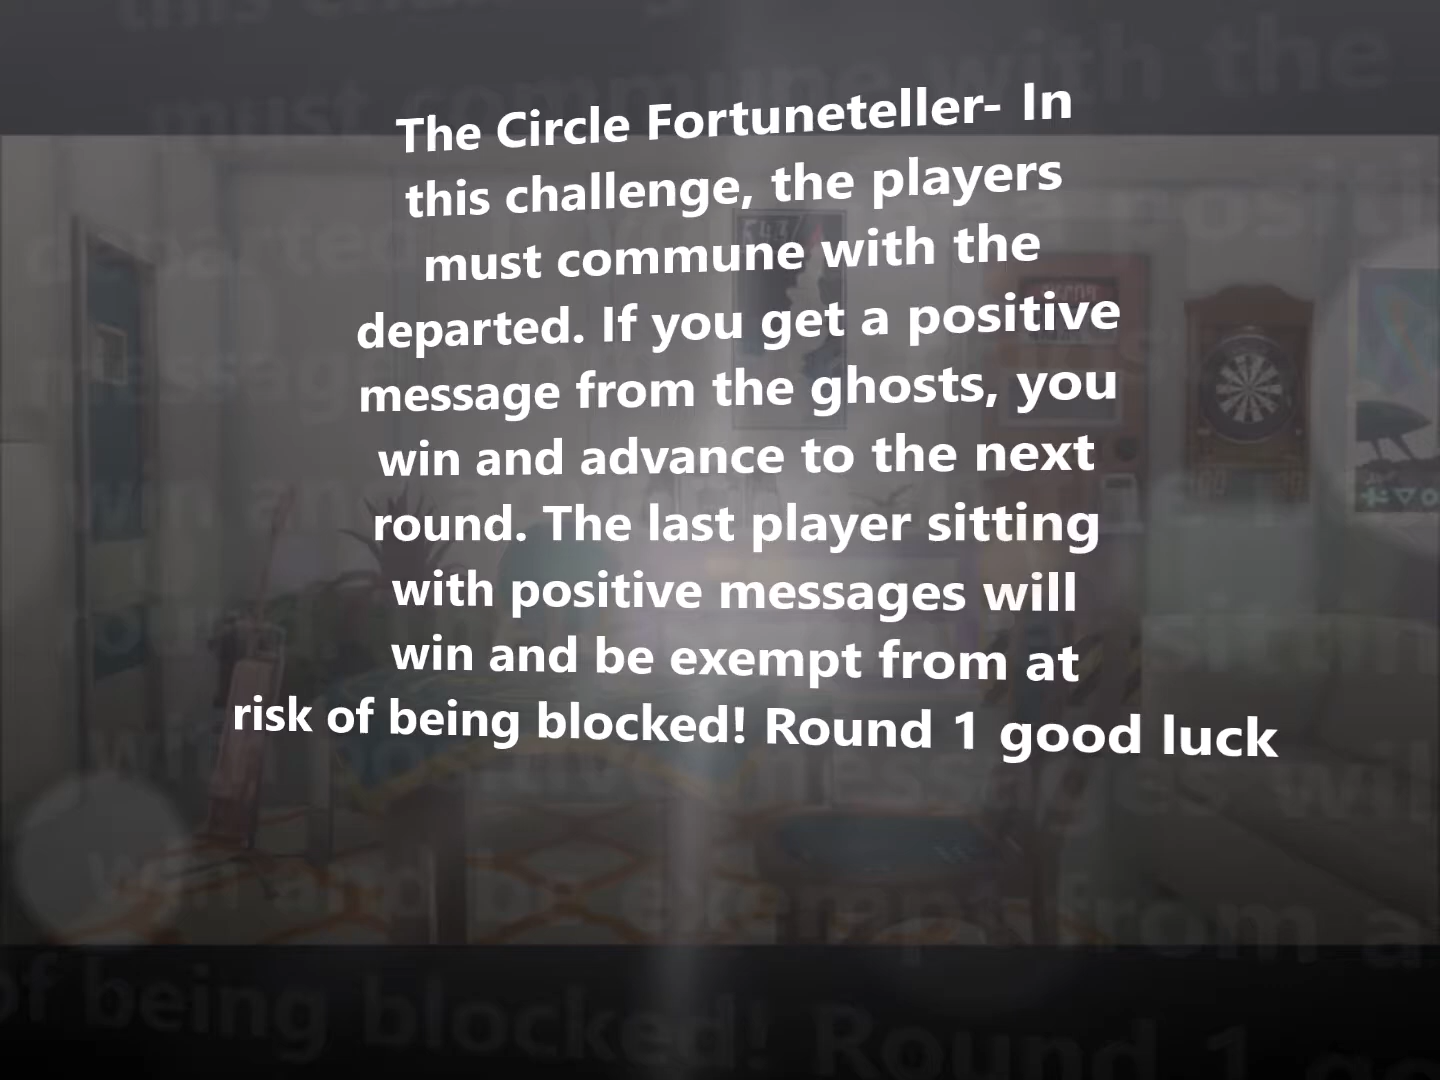 The Circle Fortuneteller- In
this challenge, the players
must commune with the
departed. If you get a positive
message from the ghosts, you
win and advance to the next
round. The last player sitting
with positive messages will
win and be exempt from at
risk of being blocked! Round 1 good luck